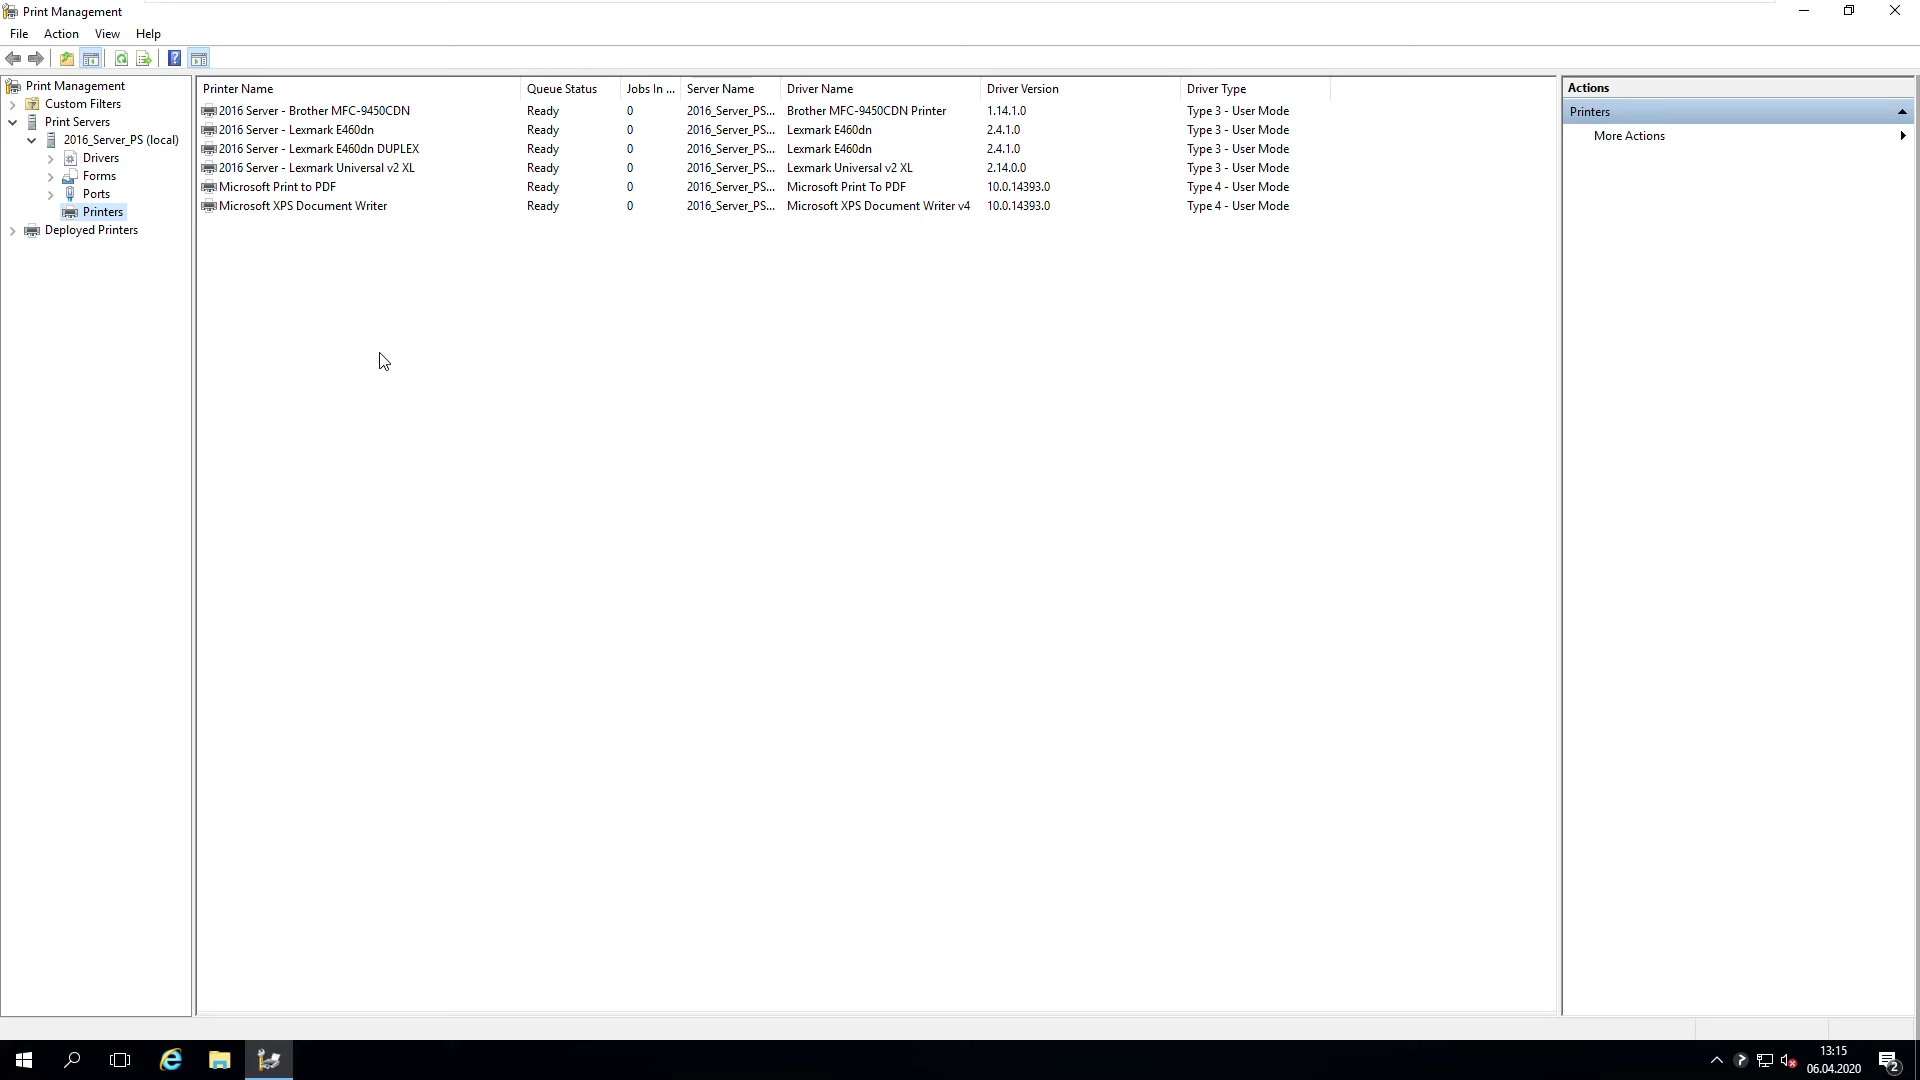 Print Management
File Action View Help
Print Management
Custom Filters
Print Servers
2016_Server_PS (local)
Drivers
Forms
Ports
Printers
Deployed Printers
Printer Name Queue Status Jobs In ... Server Name Driver Name Driver Version Driver Type
2016 Server - Brother MFC-9450CDN Ready 0 2016_Server_PS... Brother MFC-9450CDN Printer 1.14.1.0 Type 3 - User Mode
2016 Server - Lexmark E460dn Ready 0 2016_Server_PS... Lexmark E460dn 2.4.1.0 Type 3 - User Mode
2016 Server - Lexmark E460dn DUPLEX Ready 0 2016_Server_PS... Lexmark E460dn 2.4.1.0 Type 3 - User Mode
2016 Server - Lexmark Universal v2 XL Ready 0 2016_Server_PS... Lexmark Universal v2 XL 2.14.0.0 Type 3 - User Mode
Microsoft Print to PDF Ready 0 2016_Server_PS... Microsoft Print To PDF 10.0.14393.0 Type 4 - User Mode
Microsoft XPS Document Writer Ready 0 2016_Server_PS... Microsoft XPS Document Writer v4 10.0.14393.0 Type 4 - User Mode
Actions
Printers
More Actions
13:15
06.04.2020
2